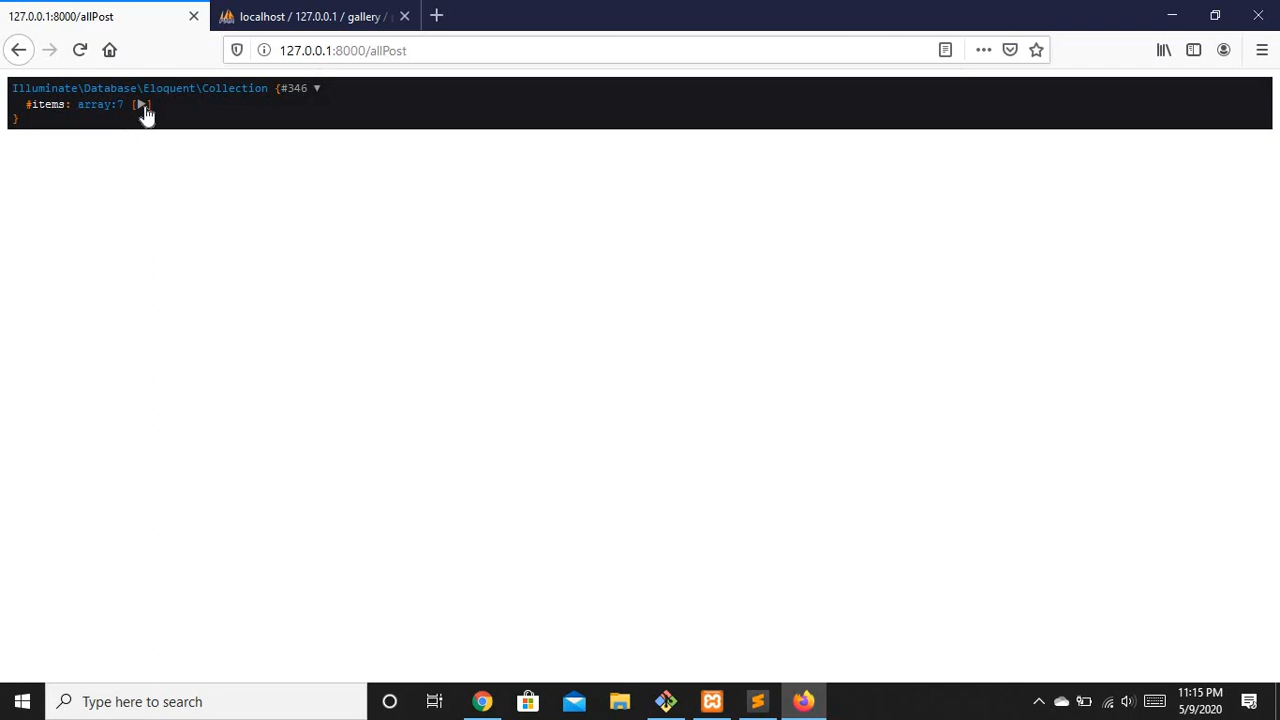 127.0.0.1:8000/allPost
localhost / 127.0.0.1 / gallery /
127.0.0.1:8000/allPost
Illuminate\Database\Eloquent\Collection {#346 ▼
#items: array:7 [▶]
}
Type here to search
11:15 PM
5/9/2020